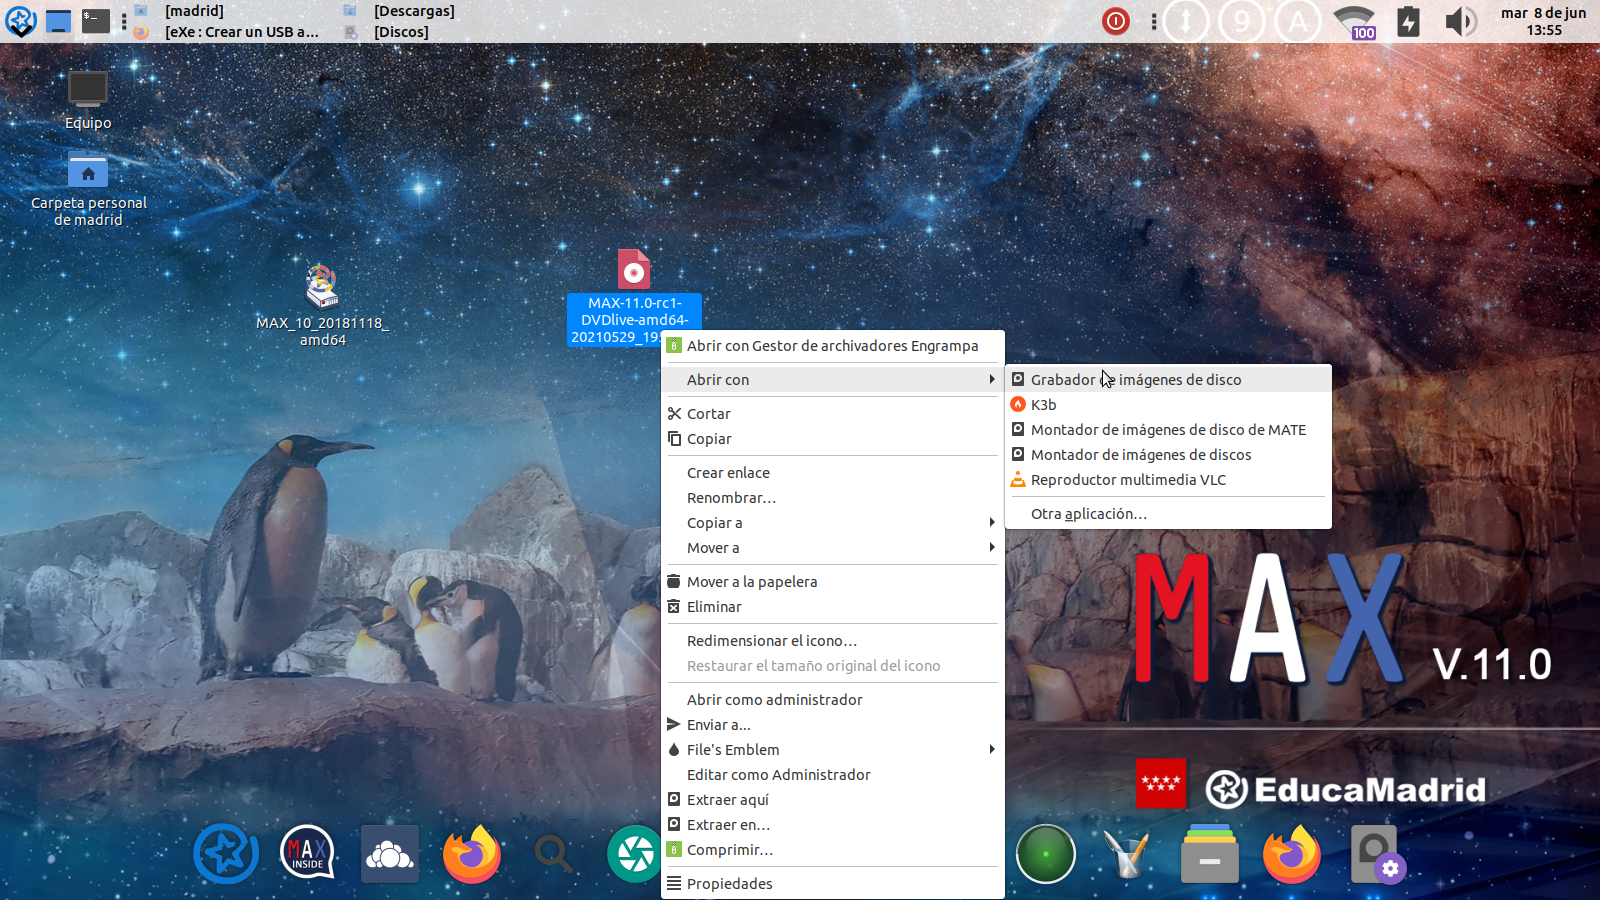 [madrid]
[eXe : Crear un USB a...
[Descargas]
[Discos]
$-
9
A
100
mar 8 de jun
13:55
Equipo
Carpeta personal
de madrid
MAX_10_20181118_
amd64
MAX-11.0-rc1-
DVDlive-amd64-
20210529_19
Abrir con Gestor de archivadores Engrampa
Abrir con
Cortar
Copiar
Crear enlace
Renombrar...
Copiar a
Mover a
Mover a la papelera
Eliminar
Redimensionar el icono...
Restaurar el tamaño original del icono
Abrir como administrador
Enviar a...
File's Emblem
Editar como Administrador
Extraer aquí
Extraer en...
Comprimir...
Propiedades
Grabador de imágenes de disco
K3b
Montador de imágenes de disco de MATE
Montador de imágenes de discos
Reproductor multimedia VLC
Otra aplicación...
MAX V.11.0
EducaMadrid
MAX
INSIDE